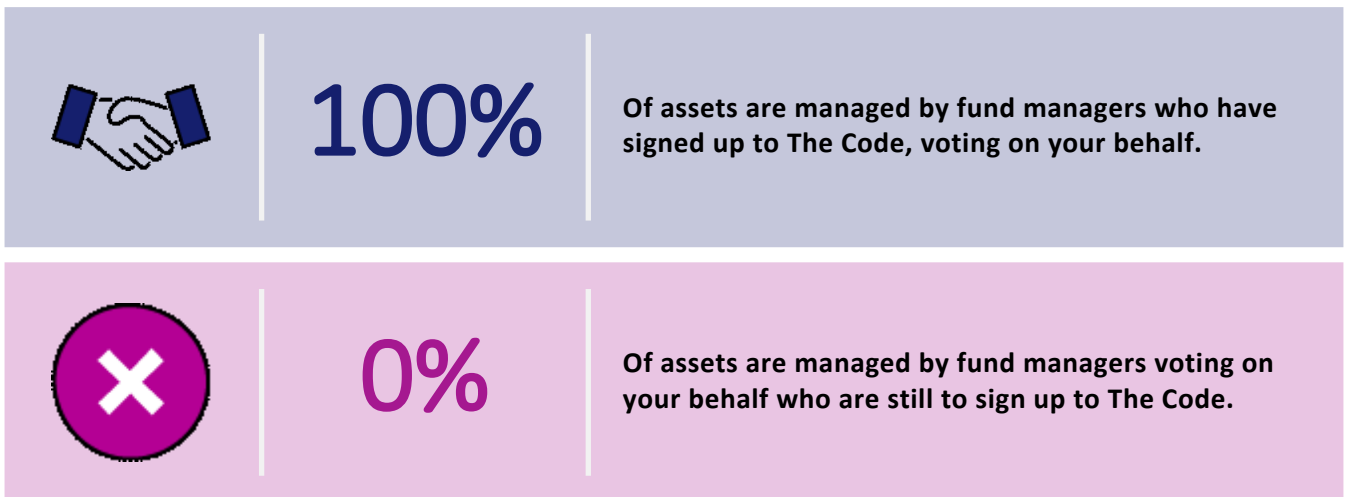 100%
Of assets are managed by fund managers who have
signed up to The Code, voting on your behalf.
0%
Of assets are managed by fund managers voting on
your behalf who are still to sign up to The Code.